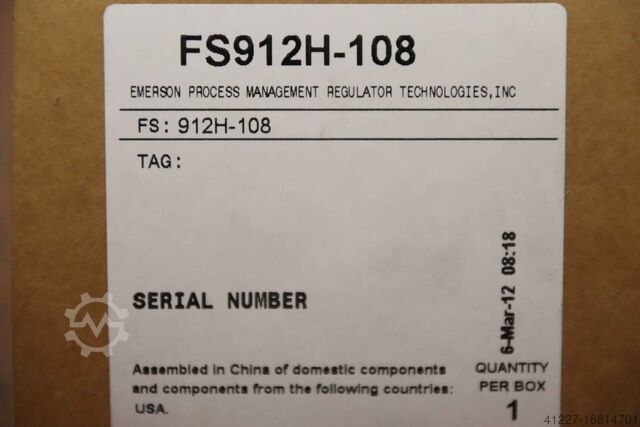 FS912H-108
EMERSON PROCESS MANAGEMENT REGULATOR TECHNOLOGIES,INC
FS: 912H-108
TAG:
SERIAL NUMBER
6-Mar-12 08:18
Assembled in China of domestic components
and components from the following countries:
USA.
QUANTITY
PER BOX
1
41227-16814701